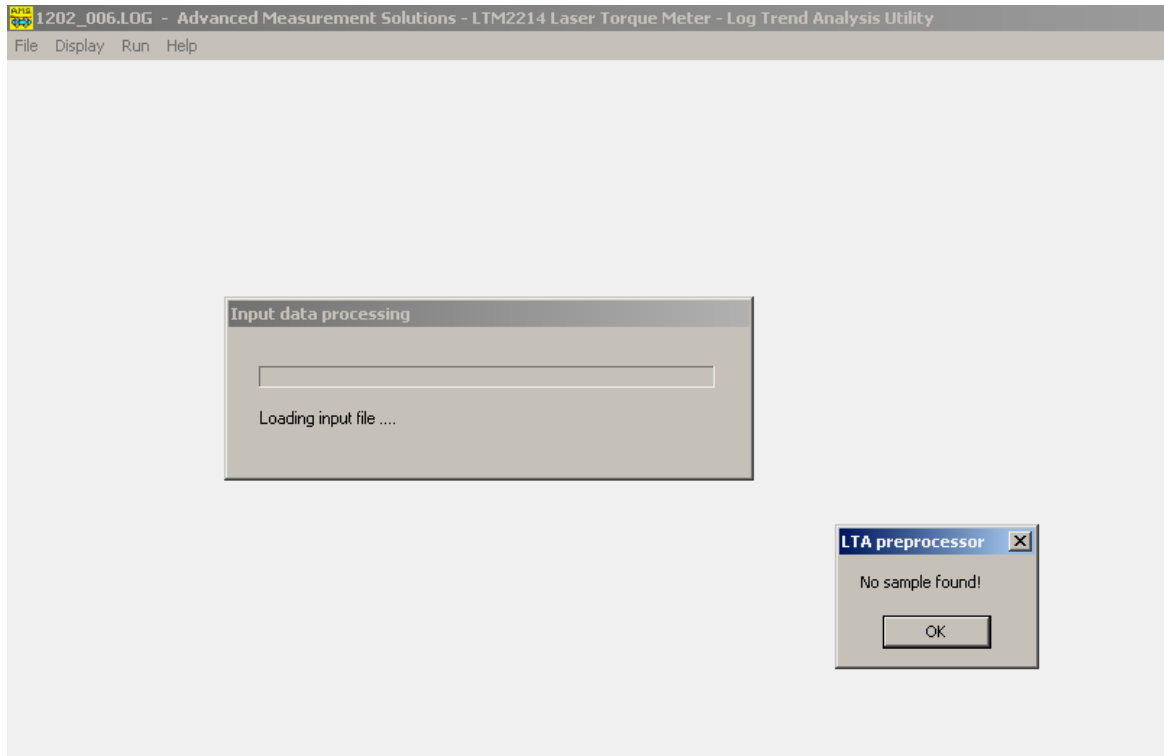 AMS 1202_006.LOG - Advanced Measurement Solutions - LTM2214 Laser Torque Meter - Log Trend Analysis Utility
File Display Run Help
Input data processing
Loading input file ....
LTA preprocessor
No sample found!
OK